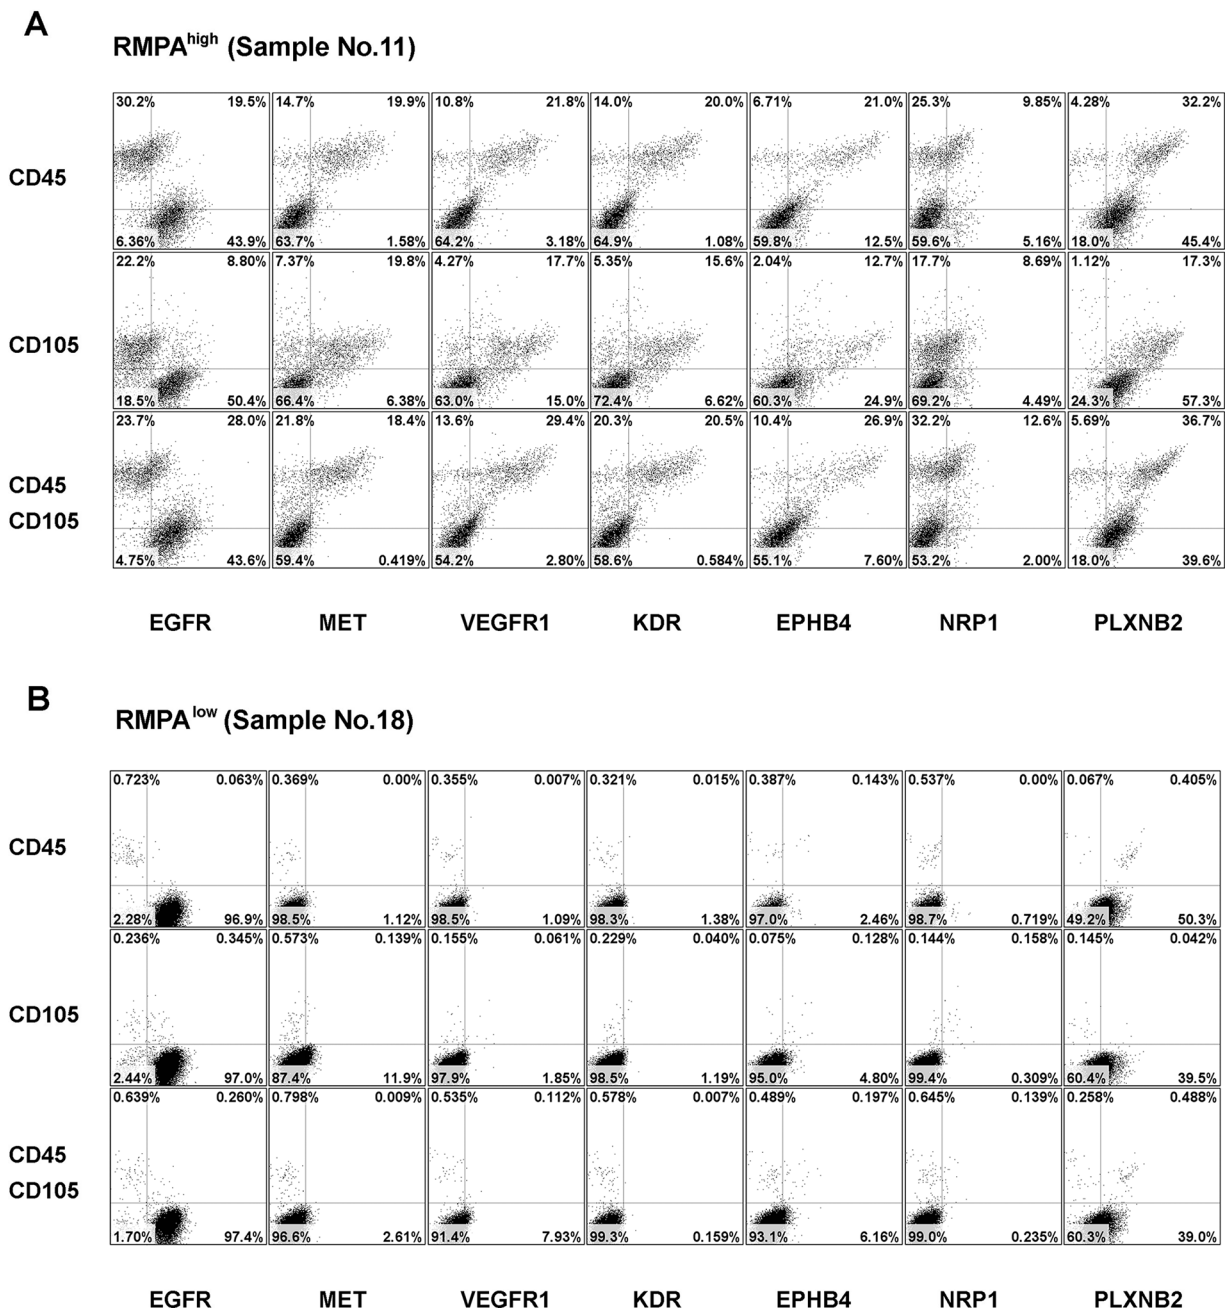 A
RMPAhigh (Sample No.11)
30.2% 19.5% 14.7% 19.9% 10.8% 21.8% 14.0% 20.0% 6.71% 21.0% 25.3% 9.85% 4.28% 32.2%
CD45
6.36% 43.9% 63.7% 1.58% 64.2% 3.18% 64.9% 1.08% 59.8% 12.5% 59.6% 5.16% 18.0% 45.4%
22.2% 8.80% 7.37% 19.8% 4.27% 17.7% 5.35% 15.6% 2.04% 12.7% 17.7% 8.69% 1.12% 17.3%
CD105
18.5% 50.4% 66.4% 6.38% 63.0% 15.0% 72.4% 6.62% 60.3% 24.9% 69.2% 4.49% 24.3% 57.3%
23.7% 28.0% 21.8% 18.4% 13.6% 29.4% 20.3% 20.5% 10.4% 26.9% 32.2% 12.6% 5.69% 36.7%
CD45
CD105
4.75% 43.6% 59.4% 0.419% 54.2% 2.80% 58.6% 0.584% 55.1% 7.60% 53.2% 2.00% 18.0% 39.6%
EGFR MET VEGFR1 KDR EPHB4 NRP1 PLXNB2
B
RMPAlow (Sample No.18)
0.723% 0.063% 0.369% 0.00% 0.355% 0.007% 0.321% 0.015% 0.387% 0.143% 0.537% 0.00% 0.067% 0.405%
CD45
2.28% 96.9% 98.5% 1.12% 98.5% 1.09% 98.3% 1.38% 97.0% 2.46% 98.7% 0.719% 49.2% 50.3%
0.236% 0.345% 0.573% 0.139% 0.155% 0.061% 0.229% 0.040% 0.075% 0.128% 0.144% 0.158% 0.145% 0.042%
CD105
2.44% 97.0% 87.4% 11.9% 97.9% 1.85% 98.5% 1.19% 95.0% 4.80% 99.4% 0.309% 60.4% 39.5%
0.639% 0.260% 0.798% 0.009% 0.535% 0.112% 0.578% 0.007% 0.489% 0.197% 0.645% 0.139% 0.258% 0.488%
CD45
CD105
1.70% 97.4% 96.6% 2.61% 91.4% 7.93% 99.3% 0.159% 93.1% 6.16% 99.0% 0.235% 60.3% 39.0%
EGFR MET VEGFR1 KDR EPHB4 NRP1 PLXNB2